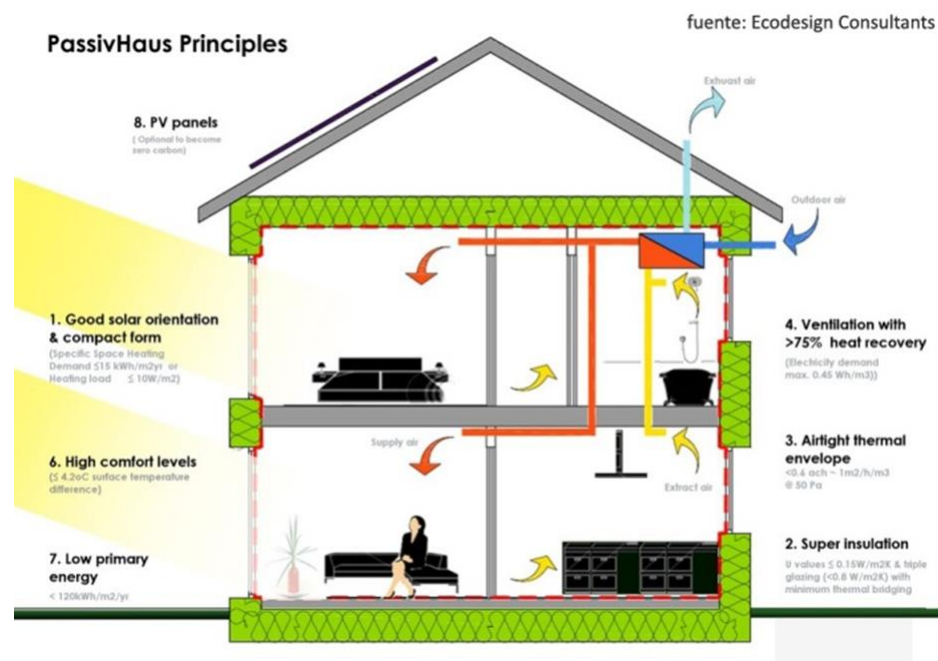 fuente: Ecodesign Consultants
PassivHaus Principles
Exhuast air
8. PV panels
( Optional to become
zero carbon)
Outdoor air
1. Good solar orientation
& compact form
(Specific Space Heating
Demand ≤15 kWh/m2yr or
Heating load ≤ 10W/m2)
4. Ventilation with
>75% heat recovery
(Electricity demand
max. 0.45 Wh/m3))
Supply air
6. High comfort levels
(≤ 4.2oC surface temperature
difference)
3. Airtight thermal
envelope
<0.6 ach ~ 1m2/h/m3
@ 50 Pa
Extract air
7. Low primary
energy
< 120kWh/m2/yr
2. Super insulation
U values ≤ 0.15W/m2K & triple
glazing (<0.8 W/m2K) with
minimum thermal bridging